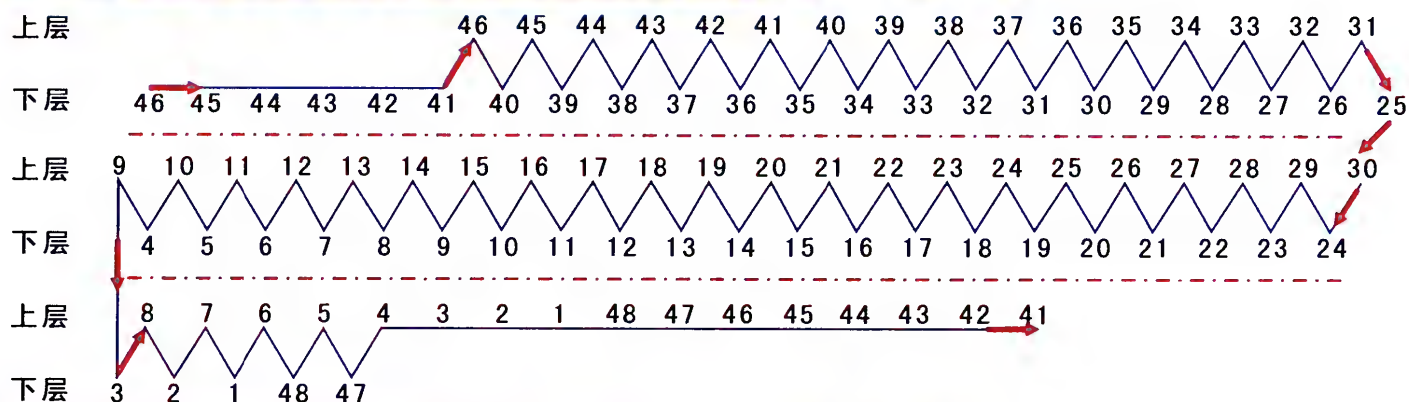 上层 46 45 44 43 42 41 40 39 38 37 36 35 34 33 32 31
下层 46 45 44 43 42 41 40 39 38 37 36 35 34 33 32 31 30 29 28 27 26 25
上层 9 10 11 12 13 14 15 16 17 18 19 20 21 22 23 24 25 26 27 28 29 30
下层 4 5 6 7 8 9 10 11 12 13 14 15 16 17 18 19 20 21 22 23 24
上层 8 7 6 5 4 3 2 1 48 47 46 45 44 43 42 41
下层 3 2 1 48 47